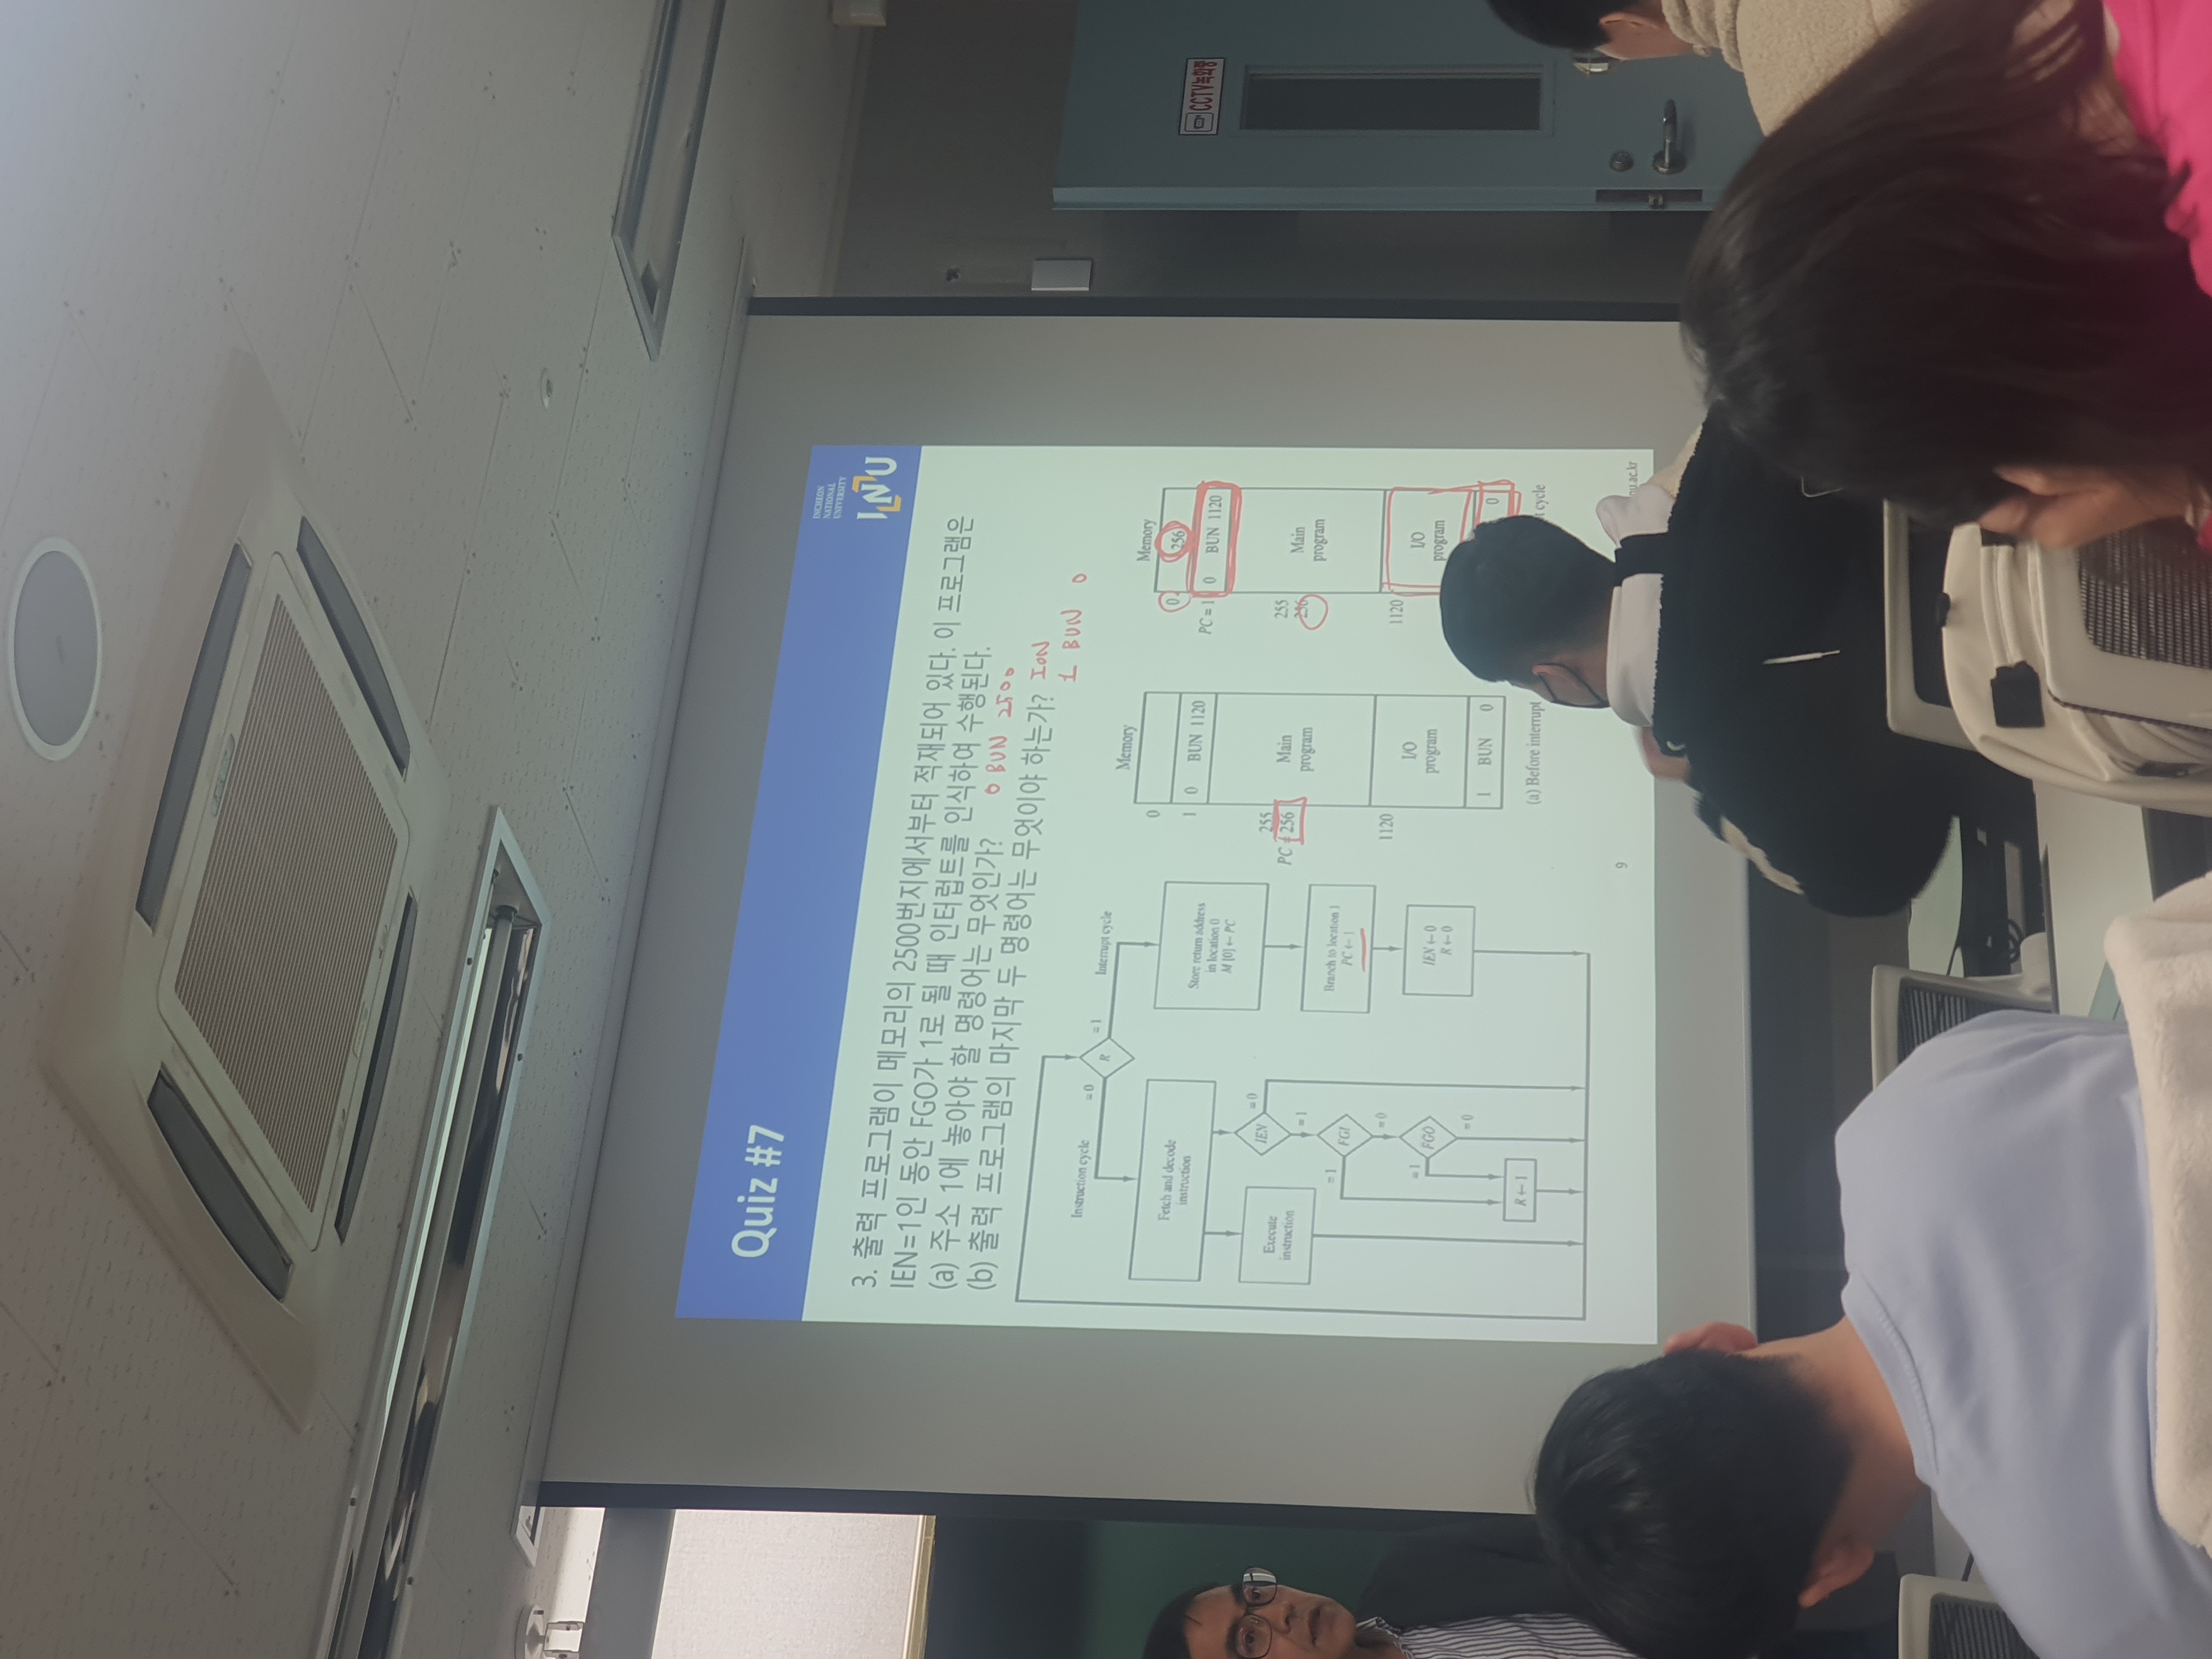 Quiz #7
INCHEON
NATIONAL
UNIVERSITY
INU
3. 출력 프로그램이 메모리의 2500번지에서부터 적재되어 있다. 이 프로그램은
IEN=1인 동안 FGO가 1로 될 때 인터럽트를 인식하여 수행된다.
(a) 주소 1에 놓아야 할 명령어는 무엇인가? 0 BUN 2500
(b) 출력 프로그램의 마지막 두 명령어는 무엇이야 하는가? ION
1 BUN 0
Instruction cycle
=0
R
=1
Interrupt cycle
Fetch and decode
instruction
Execute
instruction
IEN
=0
=1
FGI
=1
=0
FGO
=1
=0
R ← 1
Store return address
in location 0
M [0] ← PC
Branch to location 1
PC ← 1
IEN ← 0
R ← 0
Memory
0
1
0 BUN 1120
255
PC = 256
Main
program
1120
I/O
program
1 BUN 0
(a) Before interrupt
Memory
0
256
PC = 1
0 BUN 1120
255
256
Main
program
1120
I/O
program
0
cycle
9
nu.ac.kr
CCTV녹화중